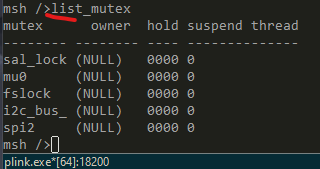 msh />list_mutex
mutex      owner  hold suspend thread
-------- -------- ---- --------------
sal_lock (NULL)   0000 0
mu0      (NULL)   0000 0
fslock   (NULL)   0000 0
i2c_bus_ (NULL)   0000 0
spi2     (NULL)   0000 0
msh />
plink.exe*[64]:18200